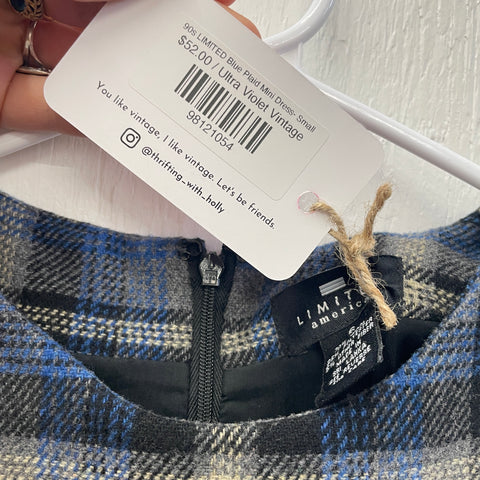 90s LIMITED Blue Plaid Mini Dress- Small
$52.00 / Ultra Violet Vintage
98121054
You like vintage, I like vintage. Let's be friends.
@thrifting_with_holly
LIMITED
america